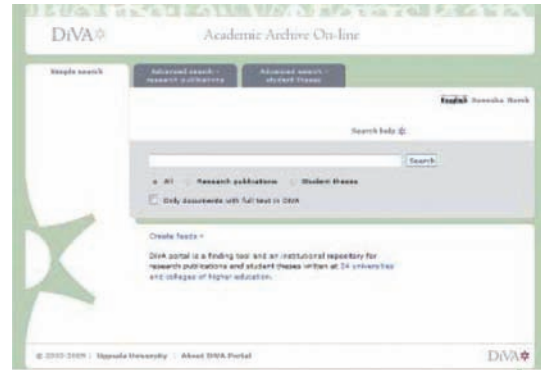 DiVA
Academic Archive On-line
Simple search
Advanced search -
research publications
Advanced search -
student theses
English Svenska Norsk
Search help
Search
All Research publications Student theses
Only documents with full text in DiVA
Create feeds
DiVA portal is a finding tool and an institutional repository for
research publications and student theses written at 24 universities
and colleges of higher education.
© 2000-2009 | Uppsala University | About DiVA Portal
DiVA